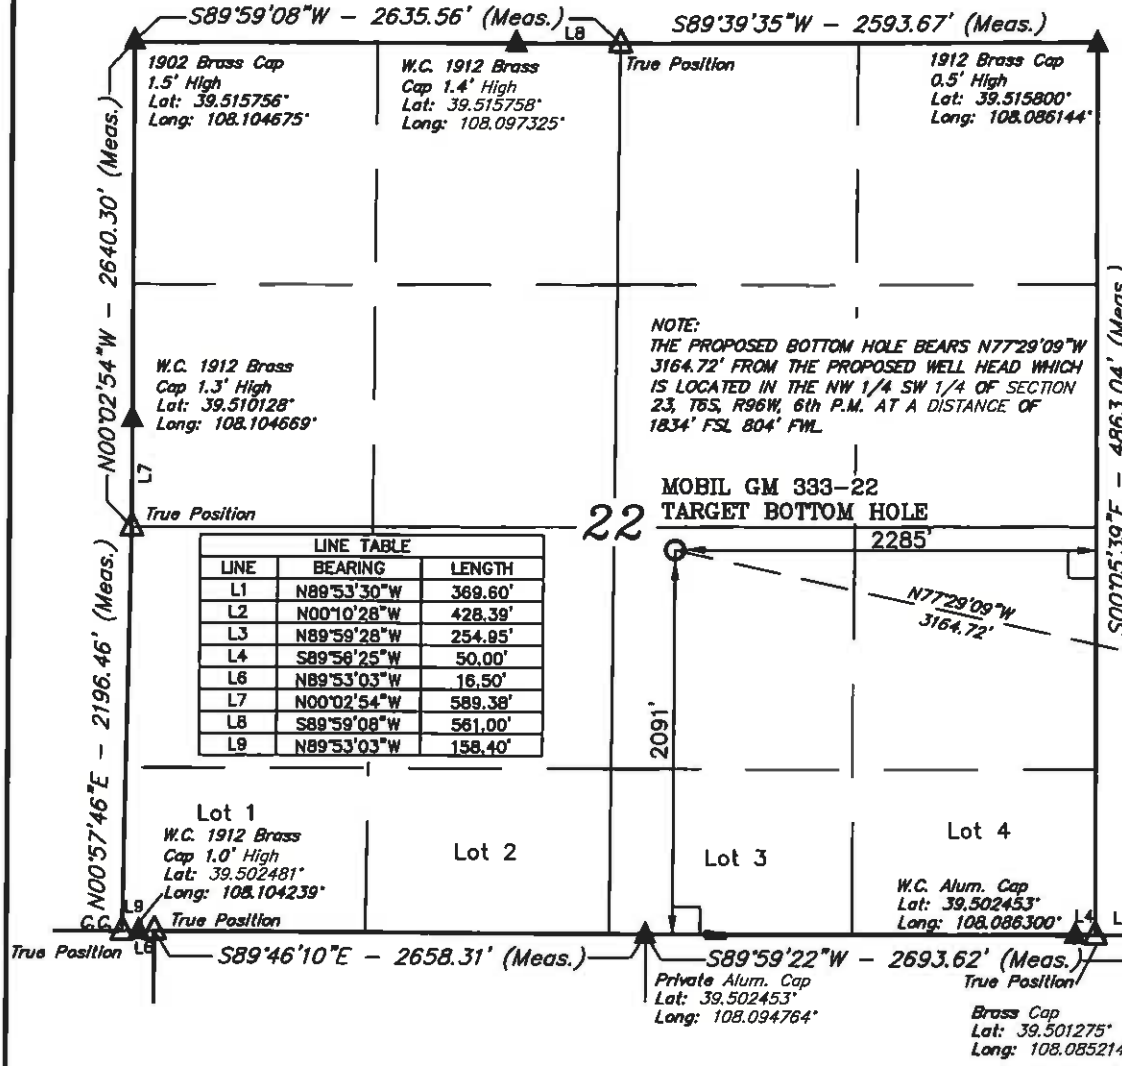 S89°59'08"W - 2635.56' (Meas.)
S89°39'35"W - 2593.67' (Meas.)
L8
1902 Brass Cap
1.5' High
Lat: 39.515756°
Long: 108.104675°
W.C. 1912 Brass
Cap 1.4' High
Lat: 39.515758°
Long: 108.097325°
True Position
1912 Brass Cap
0.5' High
Lat: 39.515800°
Long: 108.086144°
N00°02'54"W - 2640.30' (Meas.)
S00°05'39"E - 4863.04' (Meas.)
W.C. 1912 Brass
Cap 1.3' High
Lat: 39.510128°
Long: 108.104669°
NOTE:
THE PROPOSED BOTTOM HOLE BEARS N77°29'09"W
3164.72' FROM THE PROPOSED WELL HEAD WHICH
IS LOCATED IN THE NW 1/4 SW 1/4 OF SECTION
23, T6S, R96W, 6th P.M. AT A DISTANCE OF
1834' FSL 804' FWL.
L7
True Position
22
MOBIL GM 333-22
TARGET BOTTOM HOLE
2285'
N77°29'09"W
3164.72'
2091'
LINE TABLE
LINE BEARING LENGTH
L1 N89°53'30"W 369.60'
L2 N00°10'28"W 428.39'
L3 N89°59'28"W 254.95'
L4 S89°56'25"W 50.00'
L6 N89°53'03"W 16.50'
L7 N00°02'54"W 589.38'
L8 S89°59'08"W 561.00'
L9 N89°53'03"W 158.40'
N00°57'46"E - 2196.46' (Meas.)
Lot 1
Lot 2
Lot 3
Lot 4
W.C. 1912 Brass
Cap 1.0' High
Lat: 39.502481°
Long: 108.104239°
W.C. Alum. Cap
Lat: 39.502453°
Long: 108.086300°
L9
True Position
L4
True Position
L6
S89°46'10"E - 2658.31' (Meas.)
S89°59'22"W - 2693.62' (Meas.)
True Position
Private Alum. Cap
Lat: 39.502453°
Long: 108.094764°
Brass Cap
Lat: 39.501275°
Long: 108.085214